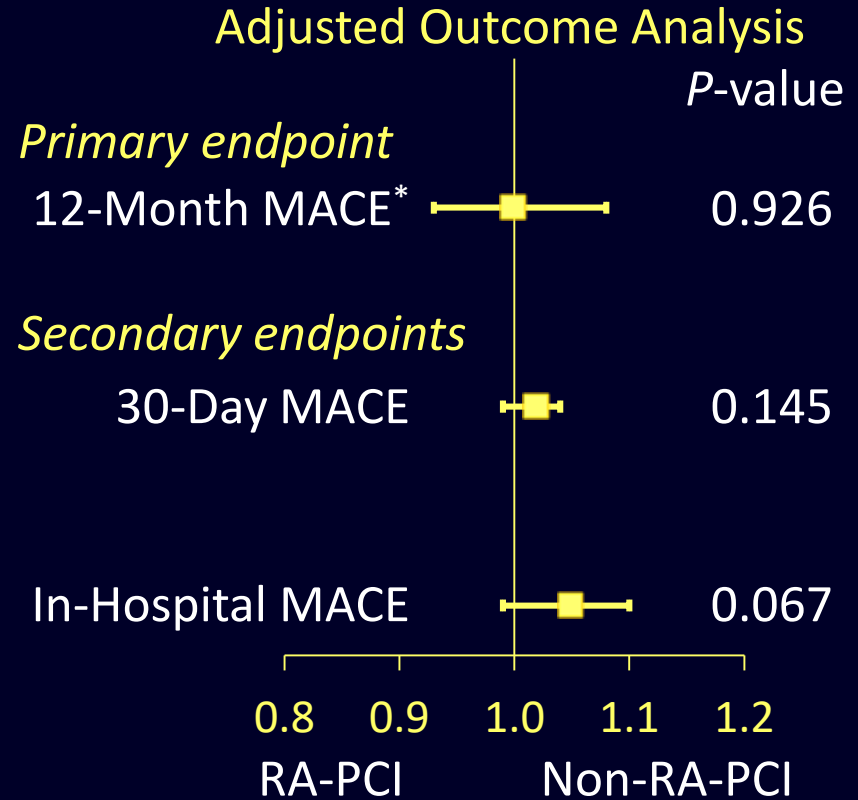 Adjusted Outcome Analysis
P-value
Primary endpoint
12-Month MACE* 0.926
Secondary endpoints
30-Day MACE 0.145
In-Hospital MACE 0.067
0.8 0.9 1.0 1.1 1.2
RA-PCI Non-RA-PCI